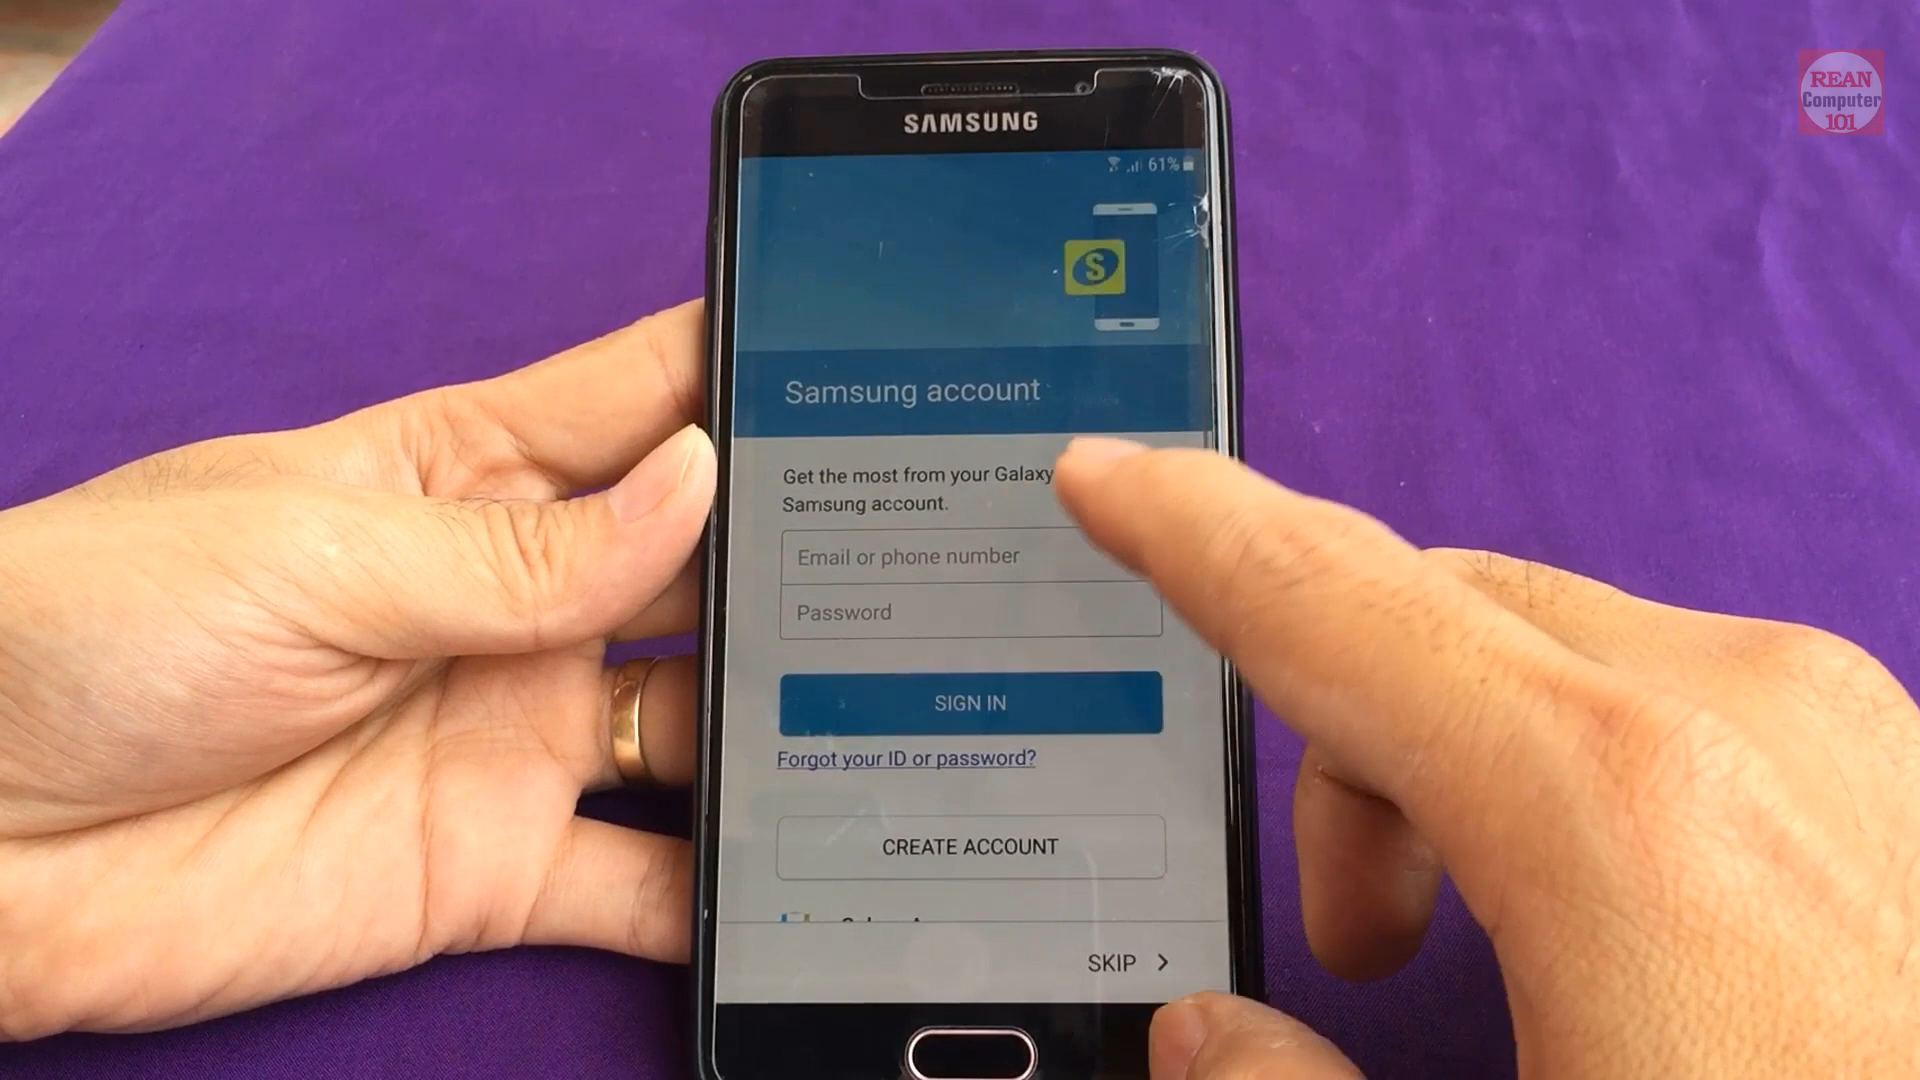 REAN
Computer
101
SAMSUNG
61%
S
Samsung account
Get the most from your Galaxy
Samsung account.
Email or phone number
Password
SIGN IN
Forgot your ID or password?
CREATE ACCOUNT
SKIP